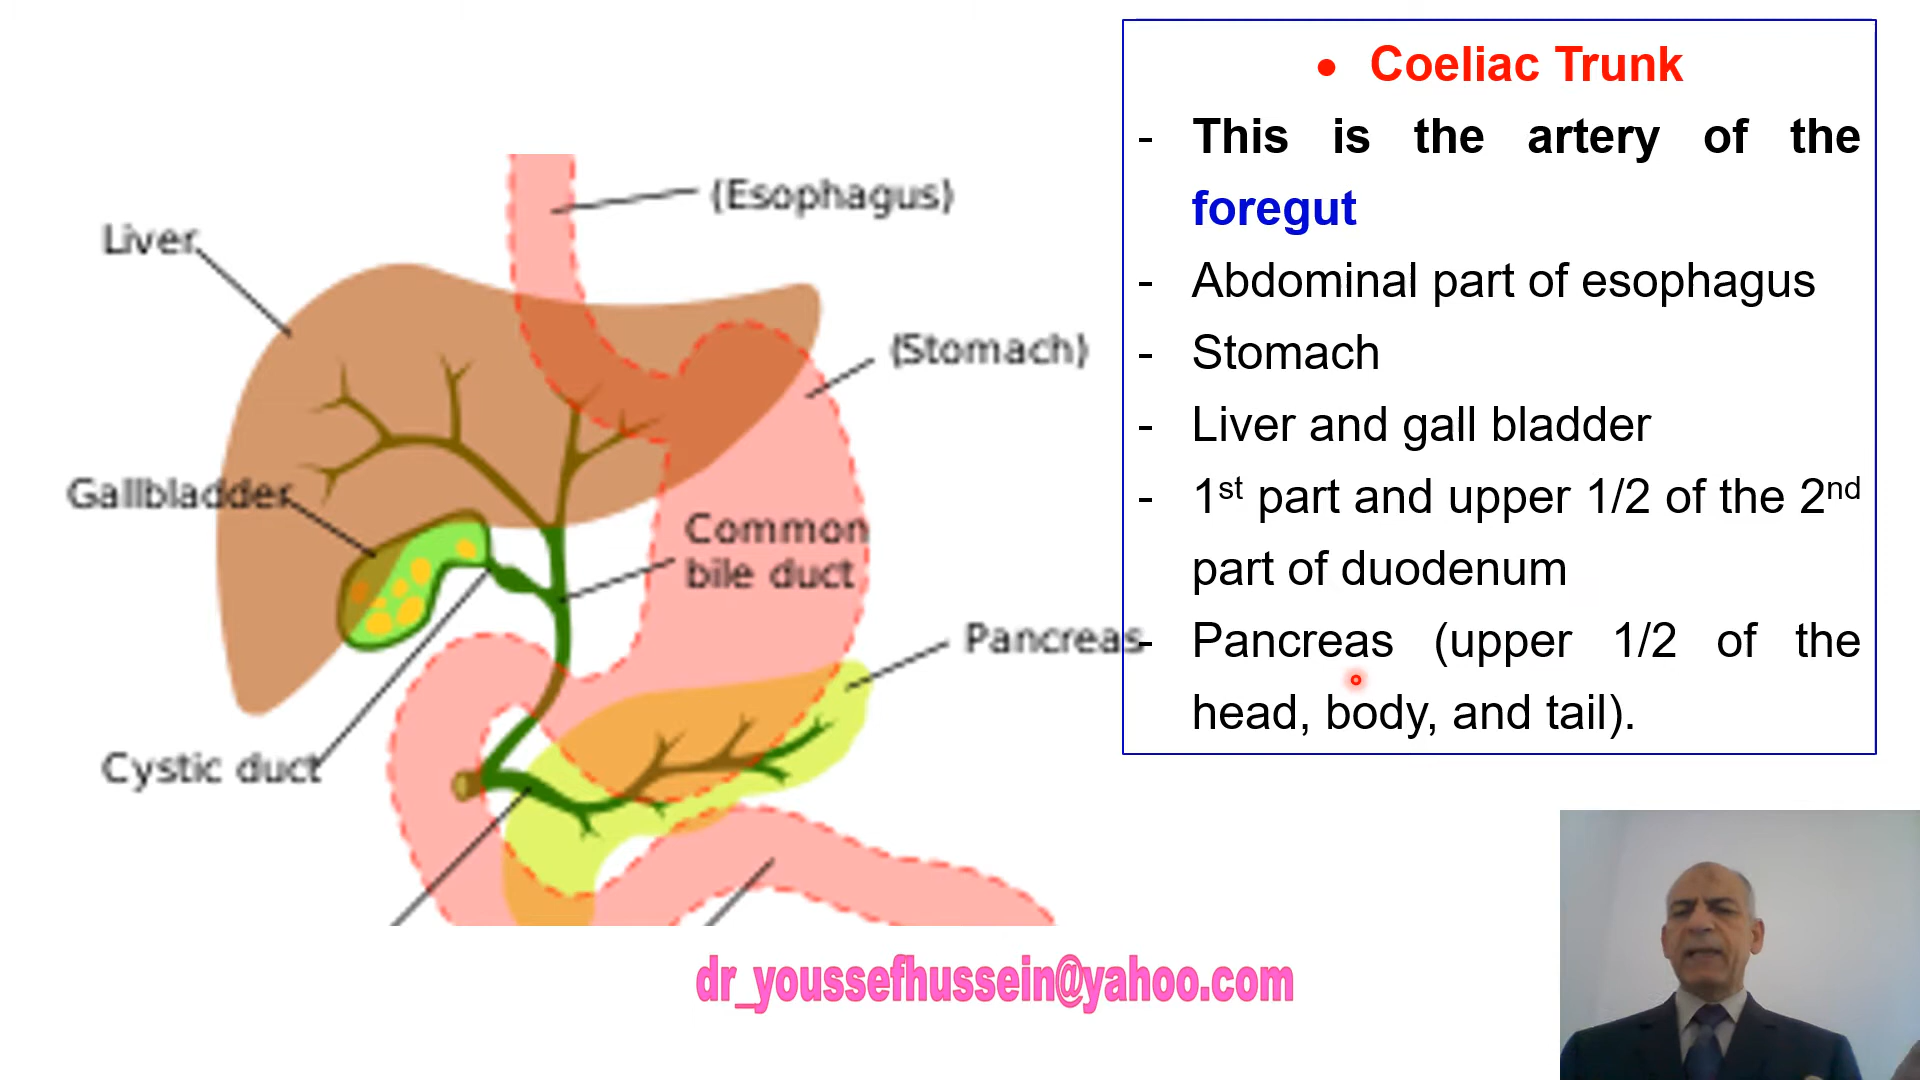 • Coeliac Trunk
- This is the artery of the
foregut
- Abdominal part of esophagus
- Stomach
- Liver and gall bladder
- 1st part and upper 1/2 of the 2nd
part of duodenum
- Pancreas (upper 1/2 of the
head, body, and tail).
(Esophagus)
Liver
(Stomach)
Gallbladder
Common
bile duct
Pancreas
Cystic duct
dr_youssefhussein@yahoo.com